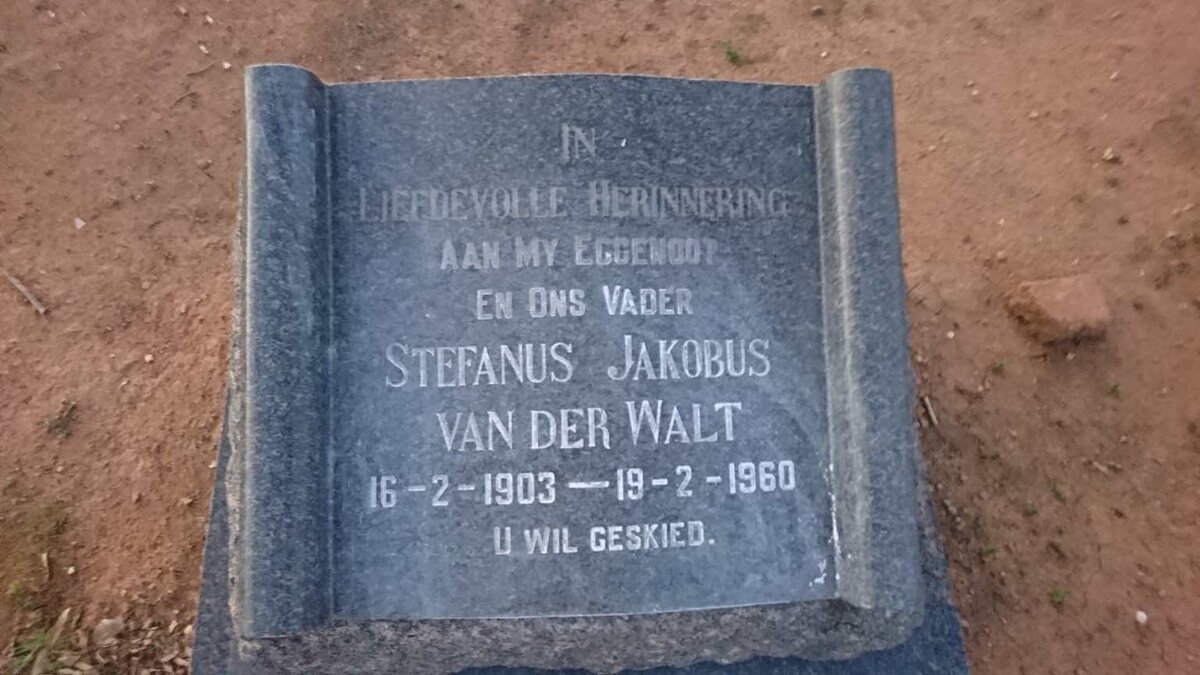 IN
LIEFDEVOLLE HERINNERING
AAN MY EGGENOOT
EN ONS VADER
STEFANUS JAKOBUS
VAN DER WALT
16-2-1903 — 19-2-1960
U WIL GESKIED.